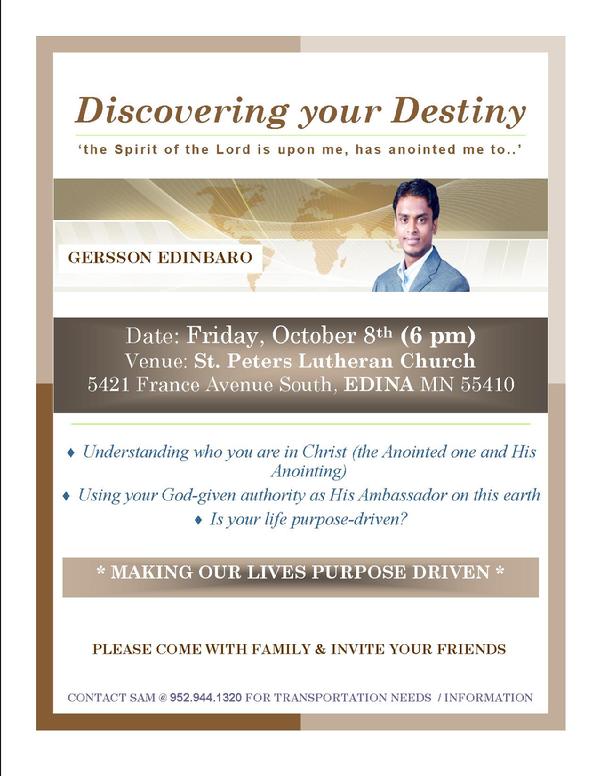 Discovering your Destiny
‘the Spirit of the Lord is upon me, has anointed me to..’
GERSSON EDINBARO
Date: Friday, October 8th (6 pm)
Venue: St. Peters Lutheran Church
5421 France Avenue South, EDINA MN 55410
♦ Understanding who you are in Christ (the Anointed one and His
Anointing)
♦ Using your God-given authority as His Ambassador on this earth
♦ Is your life purpose-driven?
* MAKING OUR LIVES PURPOSE DRIVEN *
PLEASE COME WITH FAMILY & INVITE YOUR FRIENDS
CONTACT SAM @ 952.944.1320 FOR TRANSPORTATION NEEDS / INFORMATION